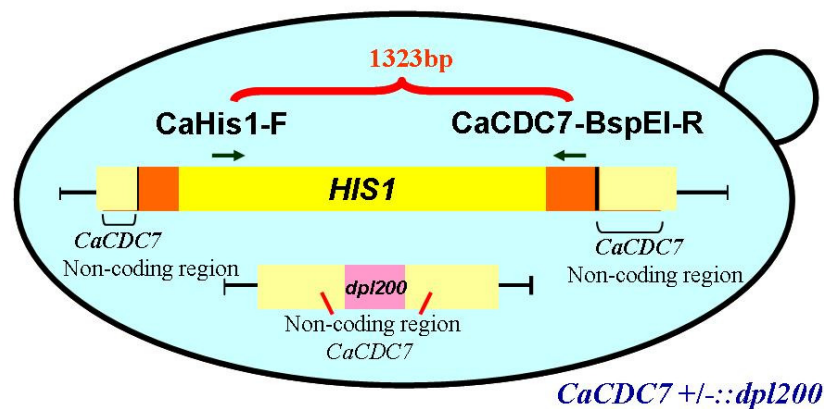 1323bp
CaHis1-F
CaCDC7-BspEI-R
HIS1
CaCDC7
Non-coding region
CaCDC7
Non-coding region
dpl200
Non-coding region
CaCDC7
CaCDC7 +/-::dpl200